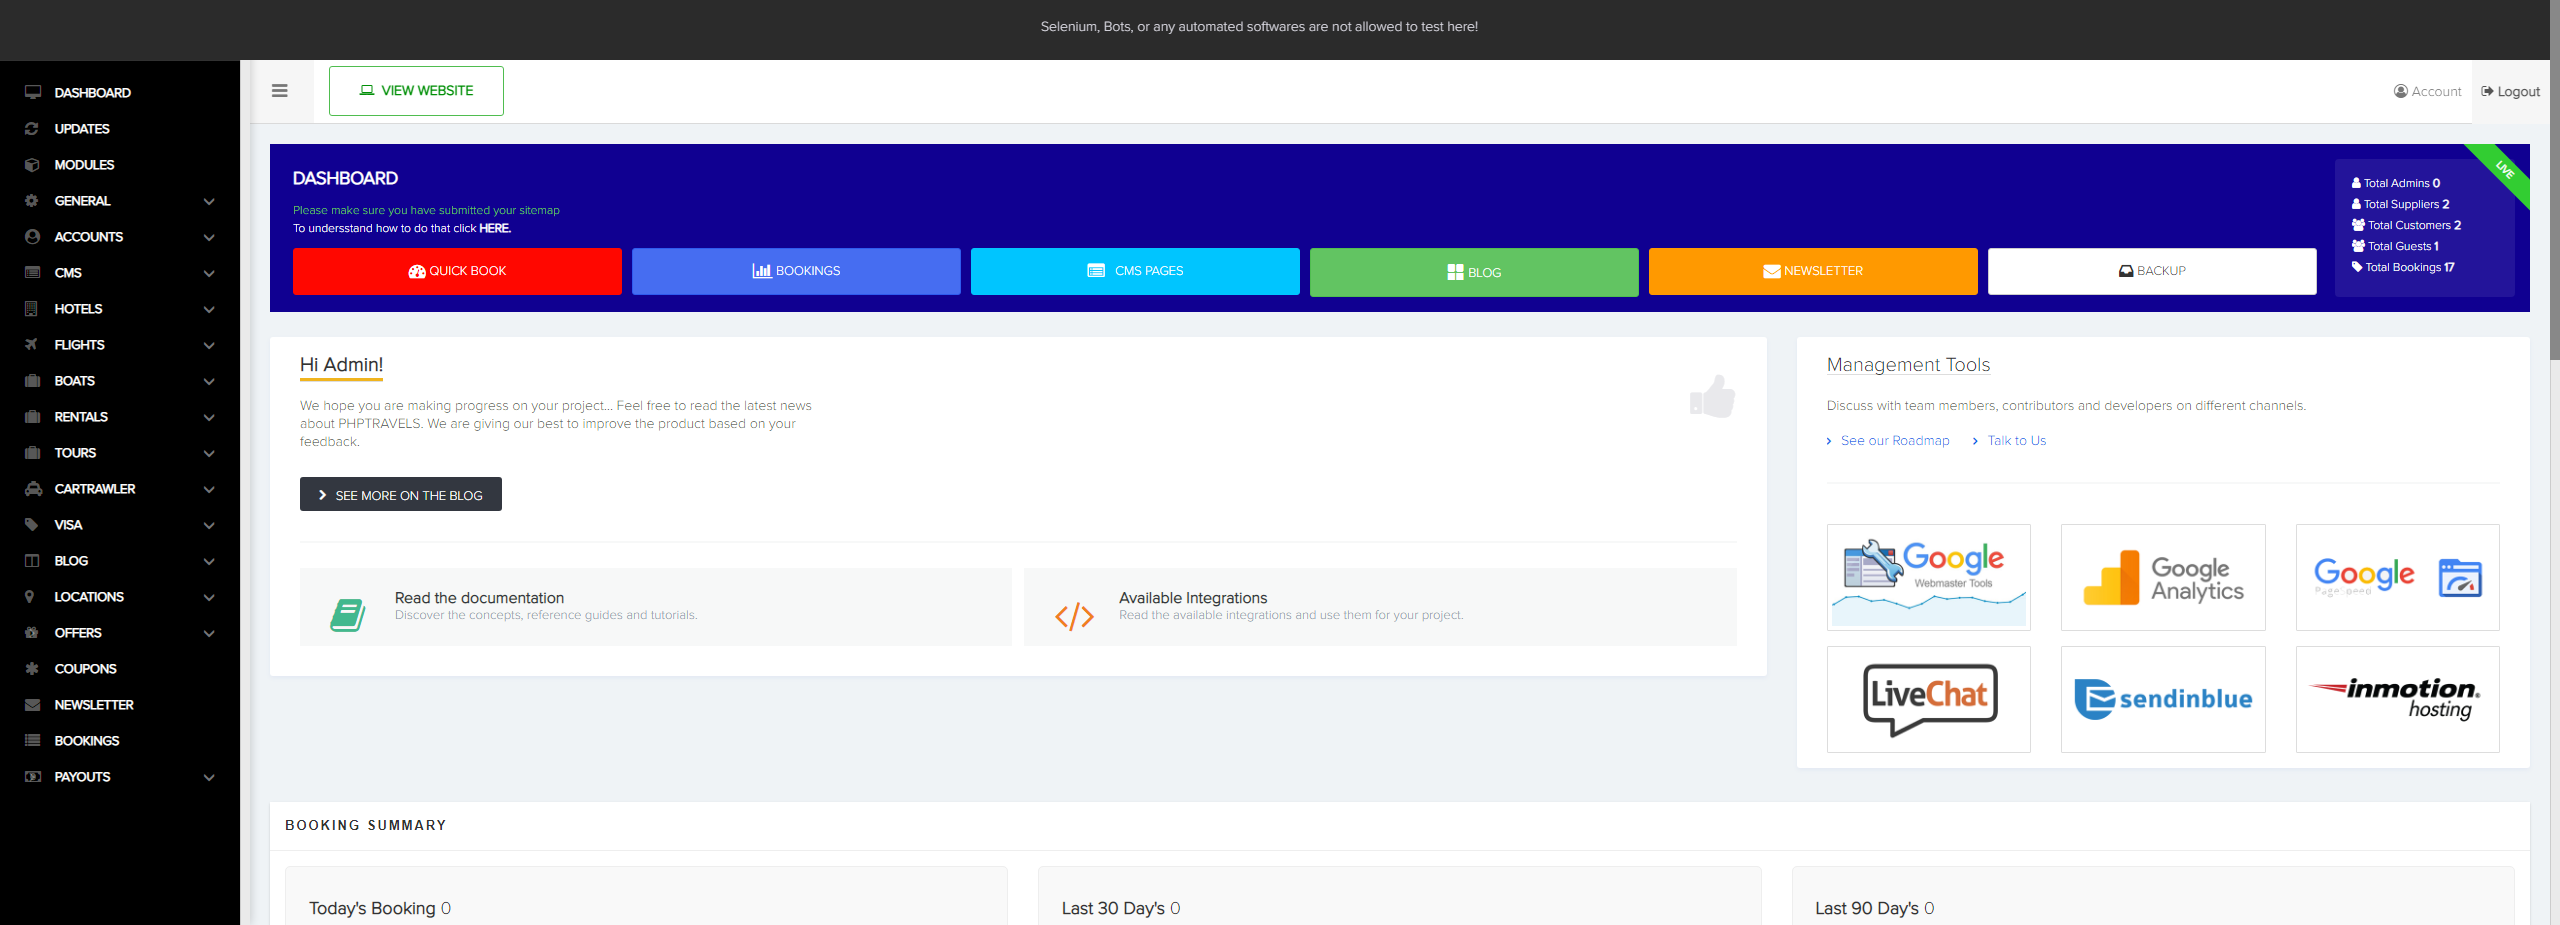 Selenium, Bots, or any automated softwares are not allowed to test here!
DASHBOARD
UPDATES
MODULES
GENERAL
ACCOUNTS
CMS
HOTELS
FLIGHTS
BOATS
RENTALS
TOURS
CARTRAWLER
VISA
BLOG
LOCATIONS
OFFERS
COUPONS
NEWSLETTER
BOOKINGS
PAYOUTS
VIEW WEBSITE
Account
Logout
DASHBOARD
Please make sure you have submitted your sitemap
To undersstand how to do that click HERE.
QUICK BOOK
BOOKINGS
CMS PAGES
BLOG
NEWSLETTER
BACKUP
LIVE
Total Admins 0
Total Suppliers 2
Total Customers 2
Total Guests 1
Total Bookings 17
Hi Admin!
We hope you are making progress on your project... Feel free to read the latest news
about PHPTRAVELS. We are giving our best to improve the product based on your
feedback.
SEE MORE ON THE BLOG
Read the documentation
Discover the concepts, reference guides and tutorials.
Available Integrations
Read the available integrations and use them for your project.
Management Tools
Discuss with team members, contributors and developers on different channels.
See our Roadmap
Talk to Us
Google
Webmaster Tools
Google
Analytics
Google
PageSpeed
LiveChat
sendinblue
inmotion
hosting
BOOKING SUMMARY
Today's Booking 0
Last 30 Day's 0
Last 90 Day's 0